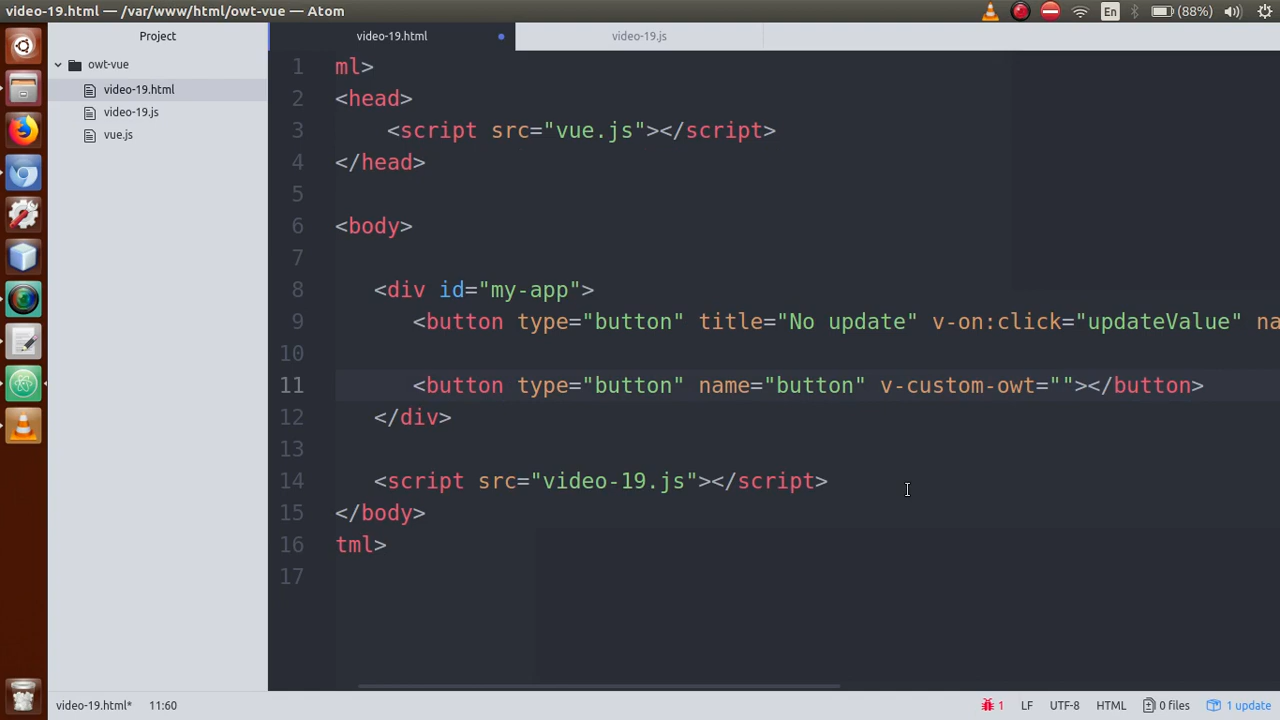 video-19.html — /var/www/html/owt-vue — Atom
En
(88%)
Project
video-19.html
video-19.js
owt-vue
video-19.html
video-19.js
vue.js
1 ml>
2 <head>
3 <script src="vue.js"></script>
4 </head>
5
6 <body>
7
8 <div id="my-app">
9 <button type="button" title="No update" v-on:click="updateValue" na
10
11 <button type="button" name="button" v-custom-owt=""></button>
12 </div>
13
14 <script src="video-19.js"></script>
15 </body>
16 tml>
17
video-19.html* 11:60
1 LF UTF-8 HTML 0 files 1 update